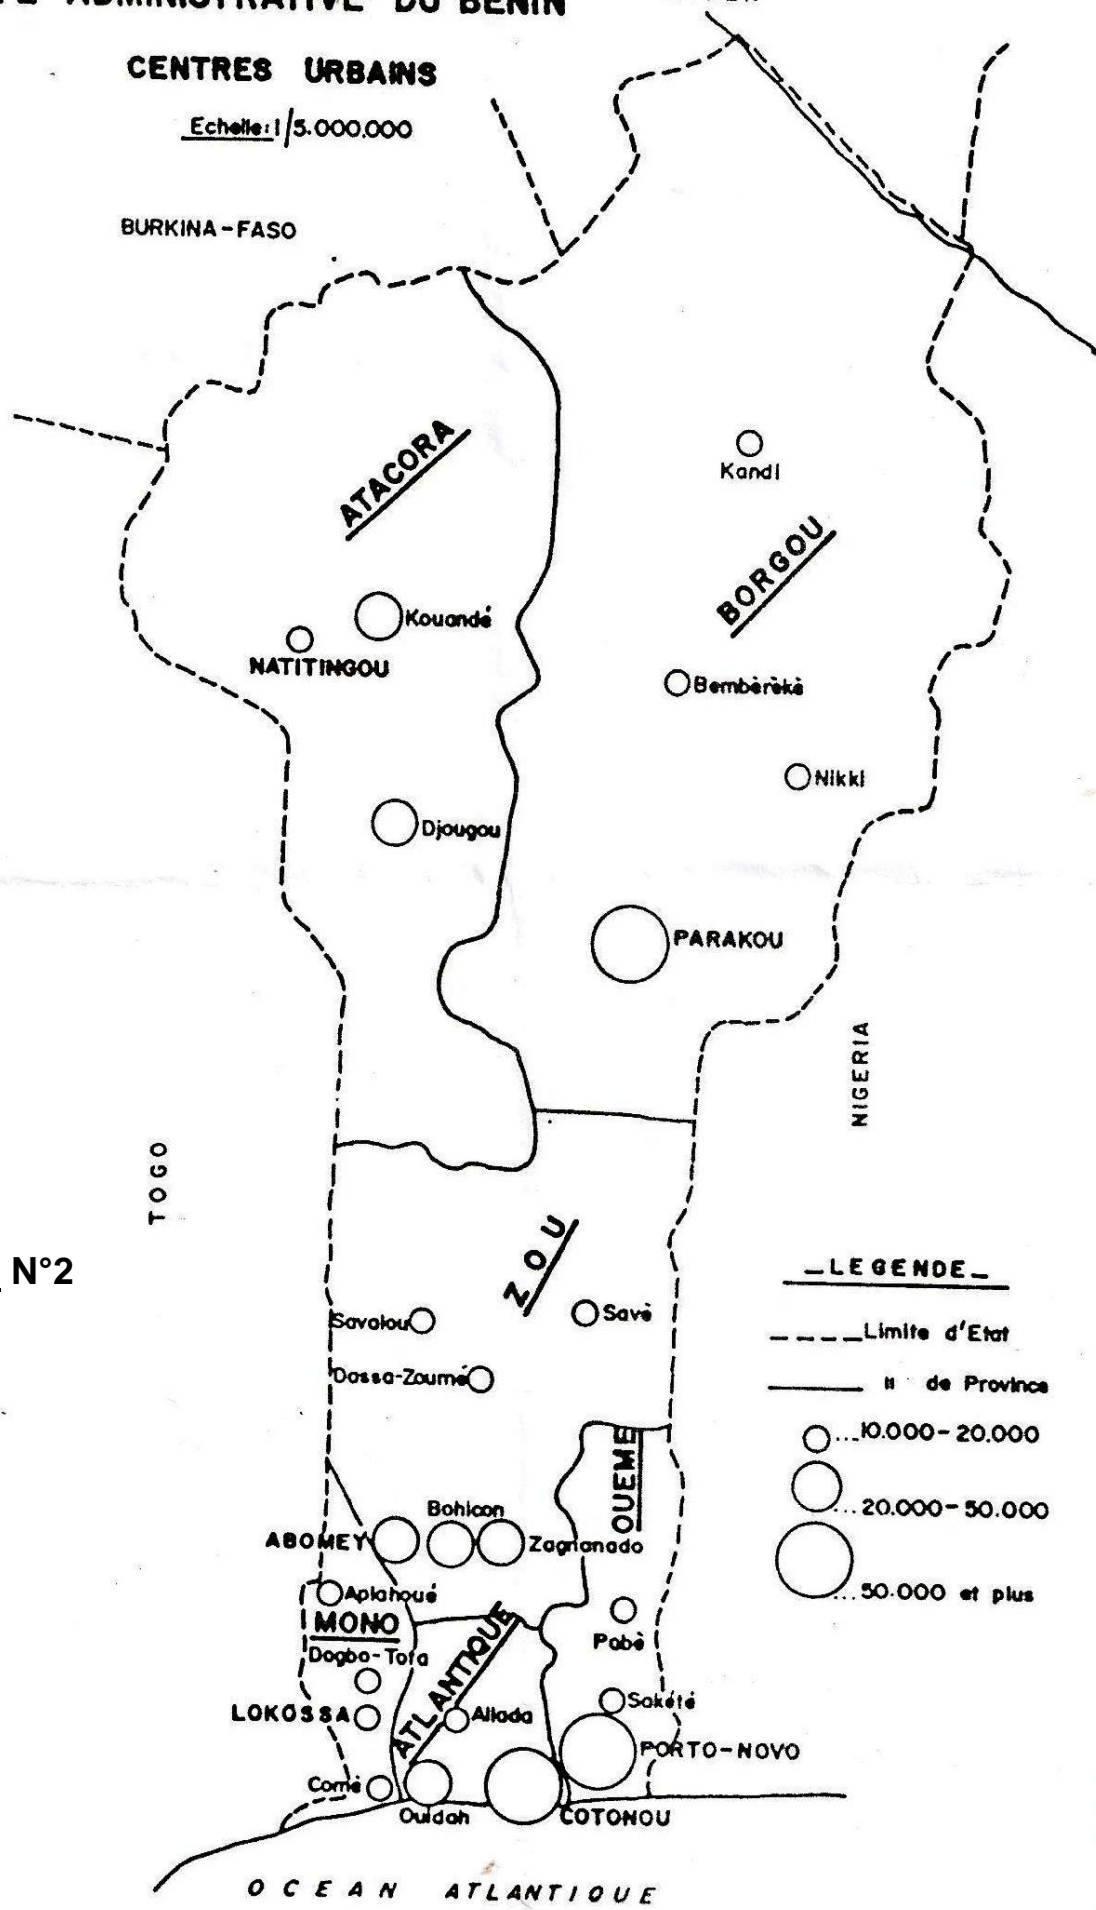 ADMINISTRATIVE DU BENIN
CENTRES URBAINS
Echelle: 1/5.000.000
BURKINA-FASO
ATACORA
Kandi
BORGOU
Kouandé
NATITINGOU
Bembèrèkè
Nikki
Djougou
PARAKOU
NIGERIA
TOGO
ZOU
N°2
Savalou
Savè
Dassa-Zoumé
OUEME
Bohicon
ABOMEY
Zagnanado
Aplahoué
MONO
Pobè
Dogbo-Tota
ATLANTIQUE
LOKOSSA
Allada
Sakété
PORTO-NOVO
Comè
Ouidah
COTONOU
OCEAN ATLANTIQUE
_LEGENDE_
Limite d'Etat
" de Province
...10.000-20.000
...20.000-50.000
...50.000 et plus